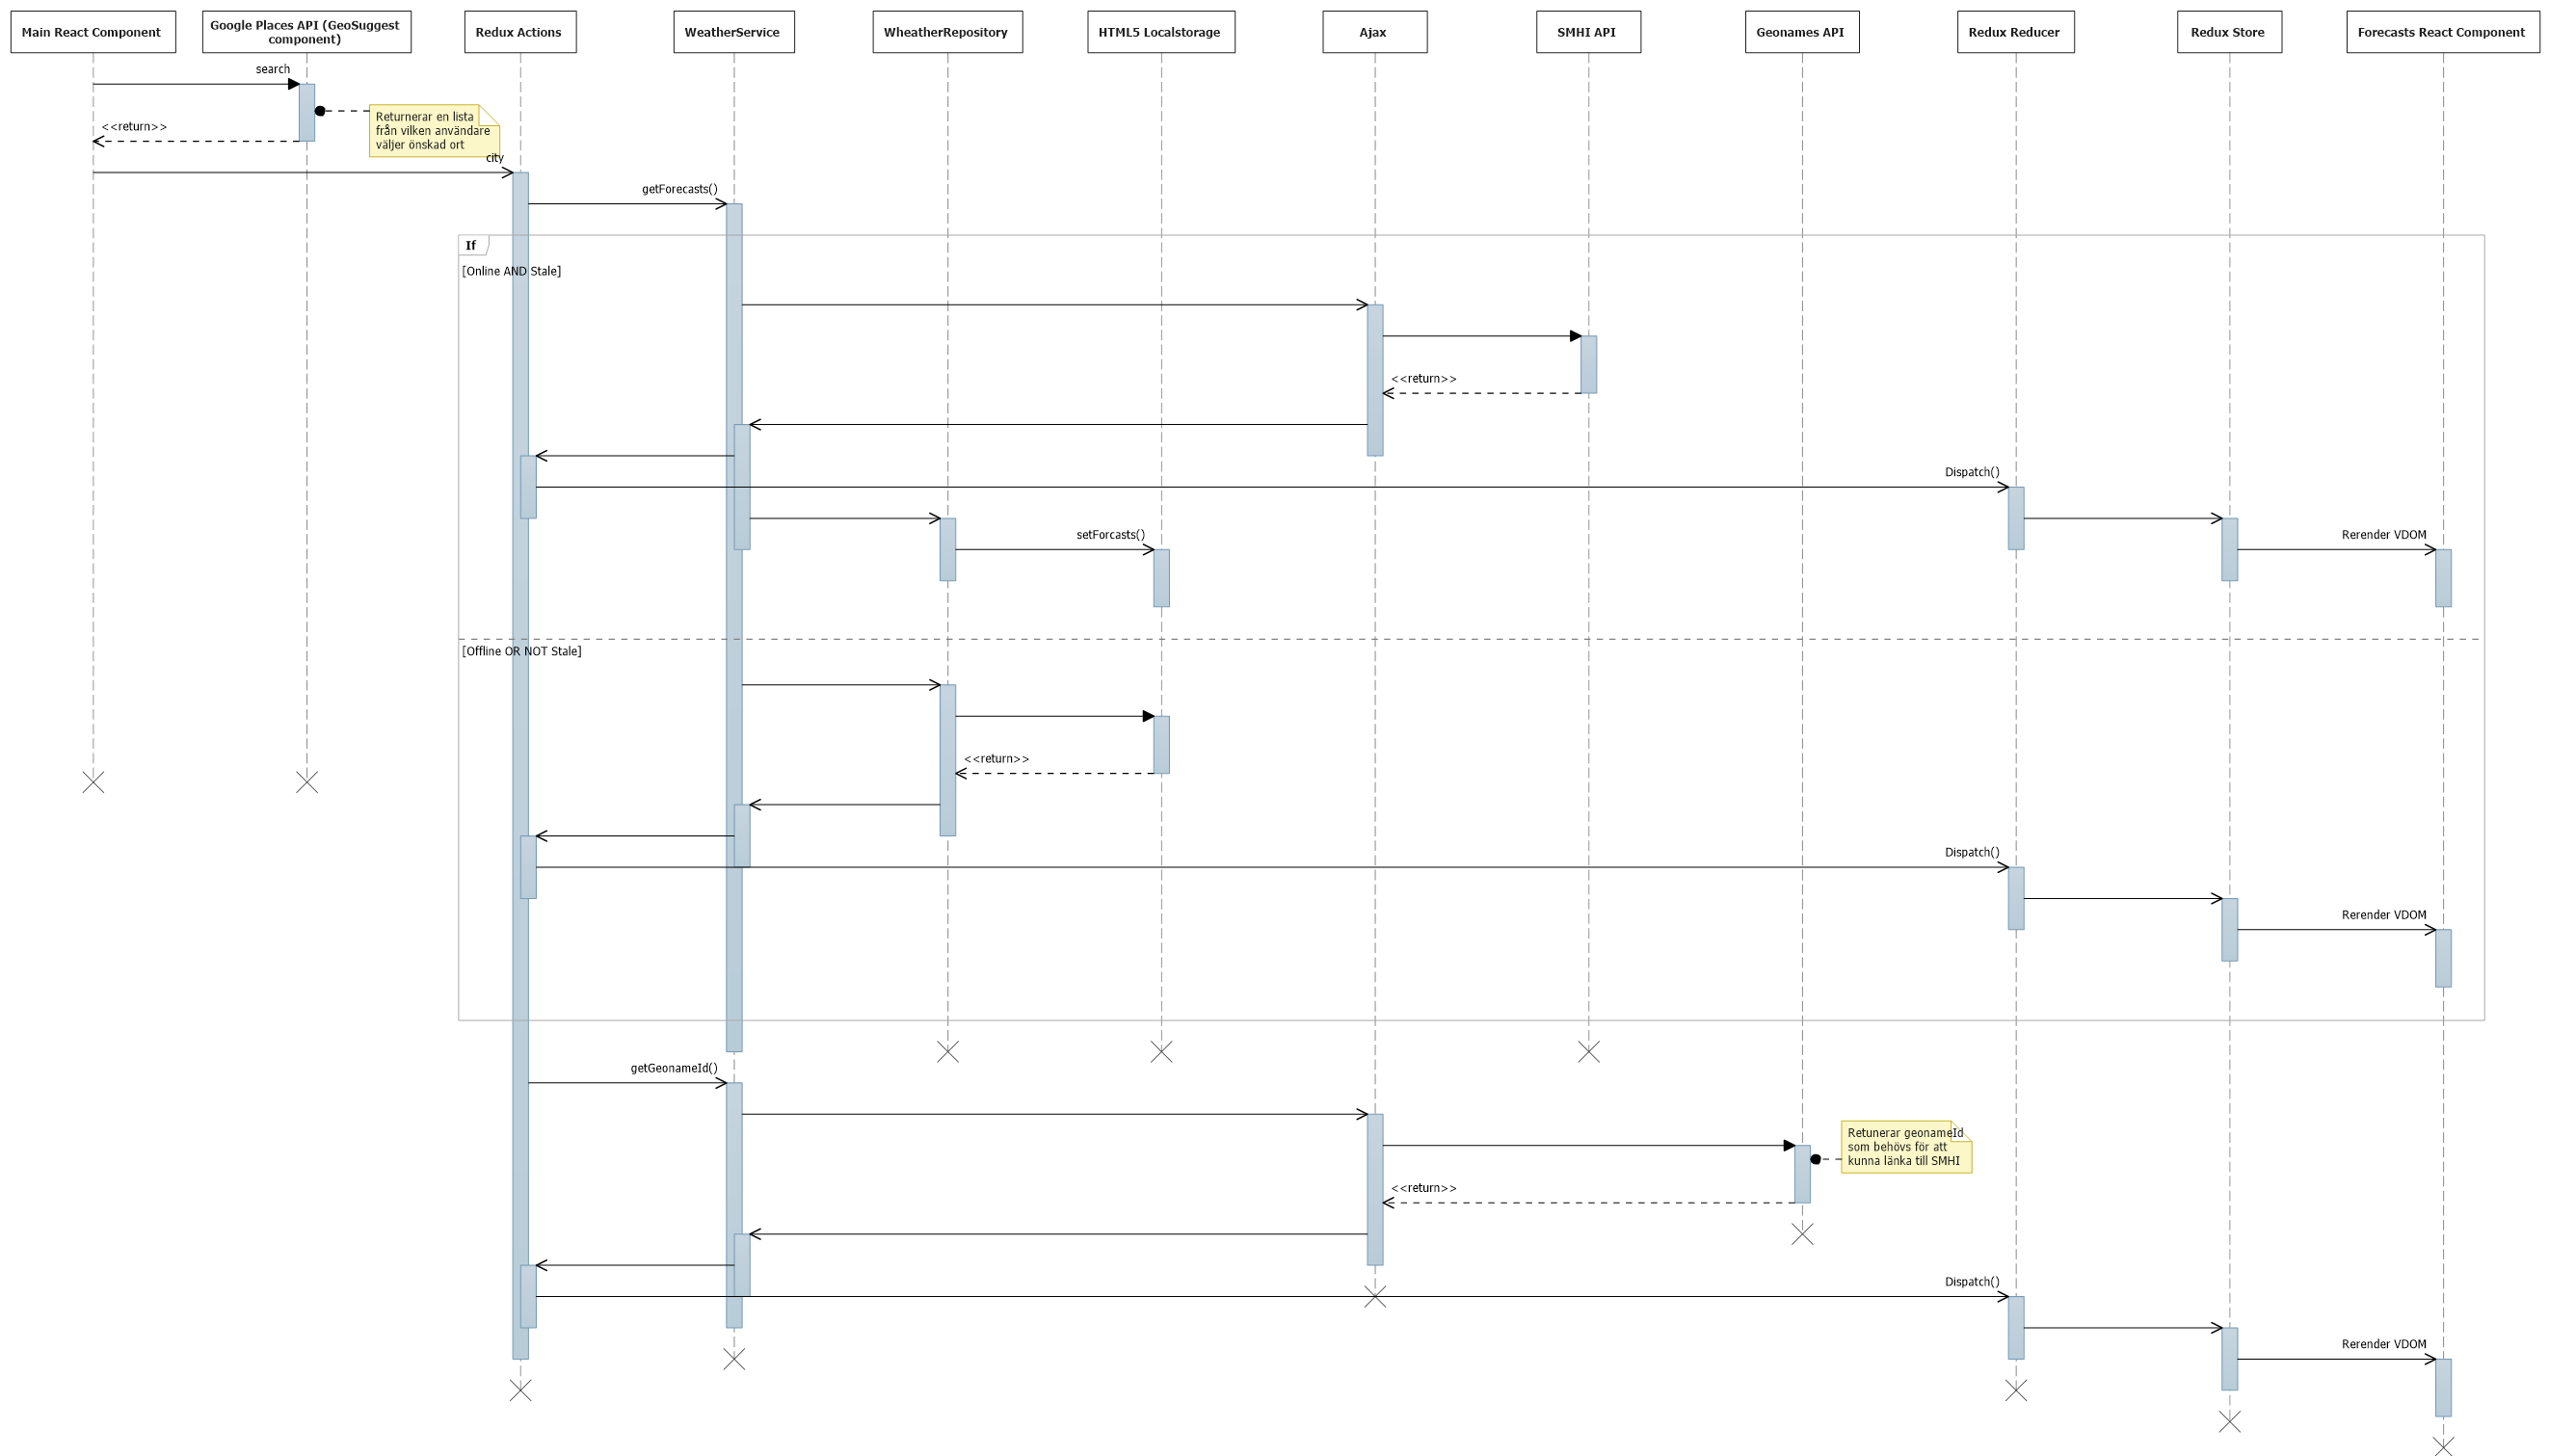 Main React Component
Google Places API (GeoSuggest
component)
Redux Actions
WeatherService
WheatherRepository
HTML5 Localstorage
Ajax
SMHI API
Geonames API
Redux Reducer
Redux Store
Forecasts React Component
search
Returnerar en lista
från vilken användare
väljer önskad ort
<<return>>
city
getForecasts()
If
[Online AND Stale]
<<return>>
Dispatch()
setForcasts()
Rerender VDOM
[Offline OR NOT Stale]
<<return>>
Dispatch()
Rerender VDOM
getGeonameId()
Retunerar geonameId
som behövs för att
kunna länka till SMHI
<<return>>
Dispatch()
Rerender VDOM